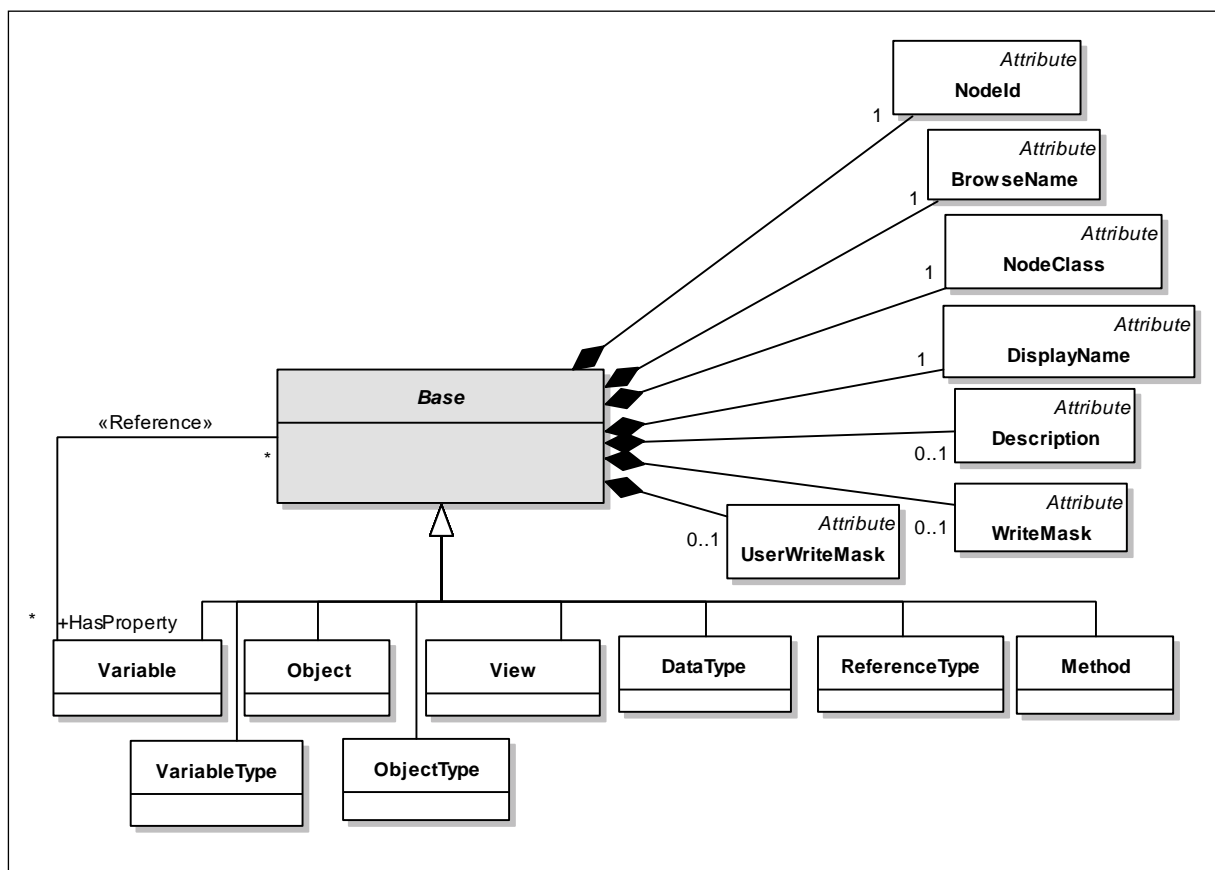 Attribute
NodeId
1
Attribute
BrowseName
1
Attribute
NodeClass
1
Attribute
DisplayName
1
Base
«Reference»
*
Attribute
Description
0..1
Attribute
WriteMask
0..1
Attribute
UserWriteMask
0..1
* +HasProperty
Variable
Object
View
DataType
ReferenceType
Method
VariableType
ObjectType